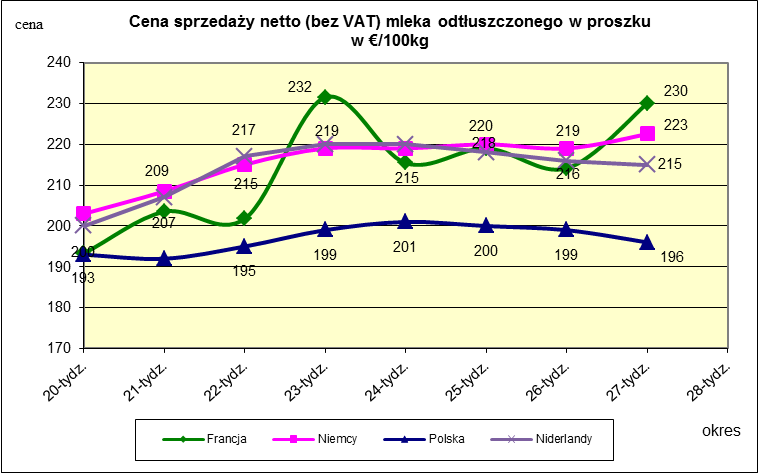 cena
Cena sprzedaży netto (bez VAT) mleka odtłuszczonego w proszku
w €/100kg
240
230
220
210
200
190
180
170
232
230
220
223
217
219
219
218
209
215
215
216
215
207
200
193
195
199
201
200
199
196
20-tydz.
21-tydz.
22-tydz.
23-tydz.
24-tydz.
25-tydz.
26-tydz.
27-tydz.
28-tydz.
okres
Francja Niemcy Polska Niderlandy